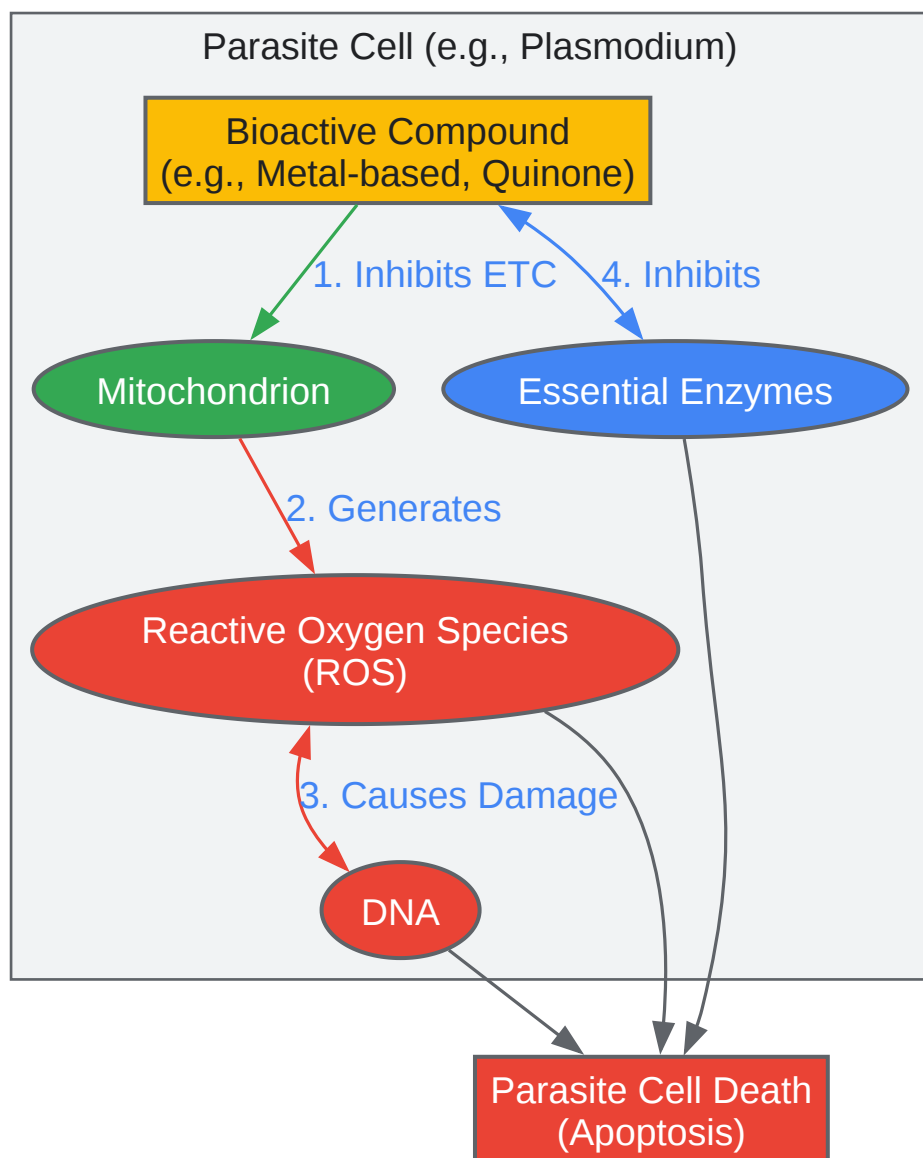 Parasite Cell (e.g., Plasmodium)
Bioactive Compound
(e.g., Metal-based, Quinone)
1. Inhibits ETC
4. Inhibits
Mitochondrion
Essential Enzymes
2. Generates
Reactive Oxygen Species
(ROS)
3. Causes Damage
DNA
Parasite Cell Death
(Apoptosis)